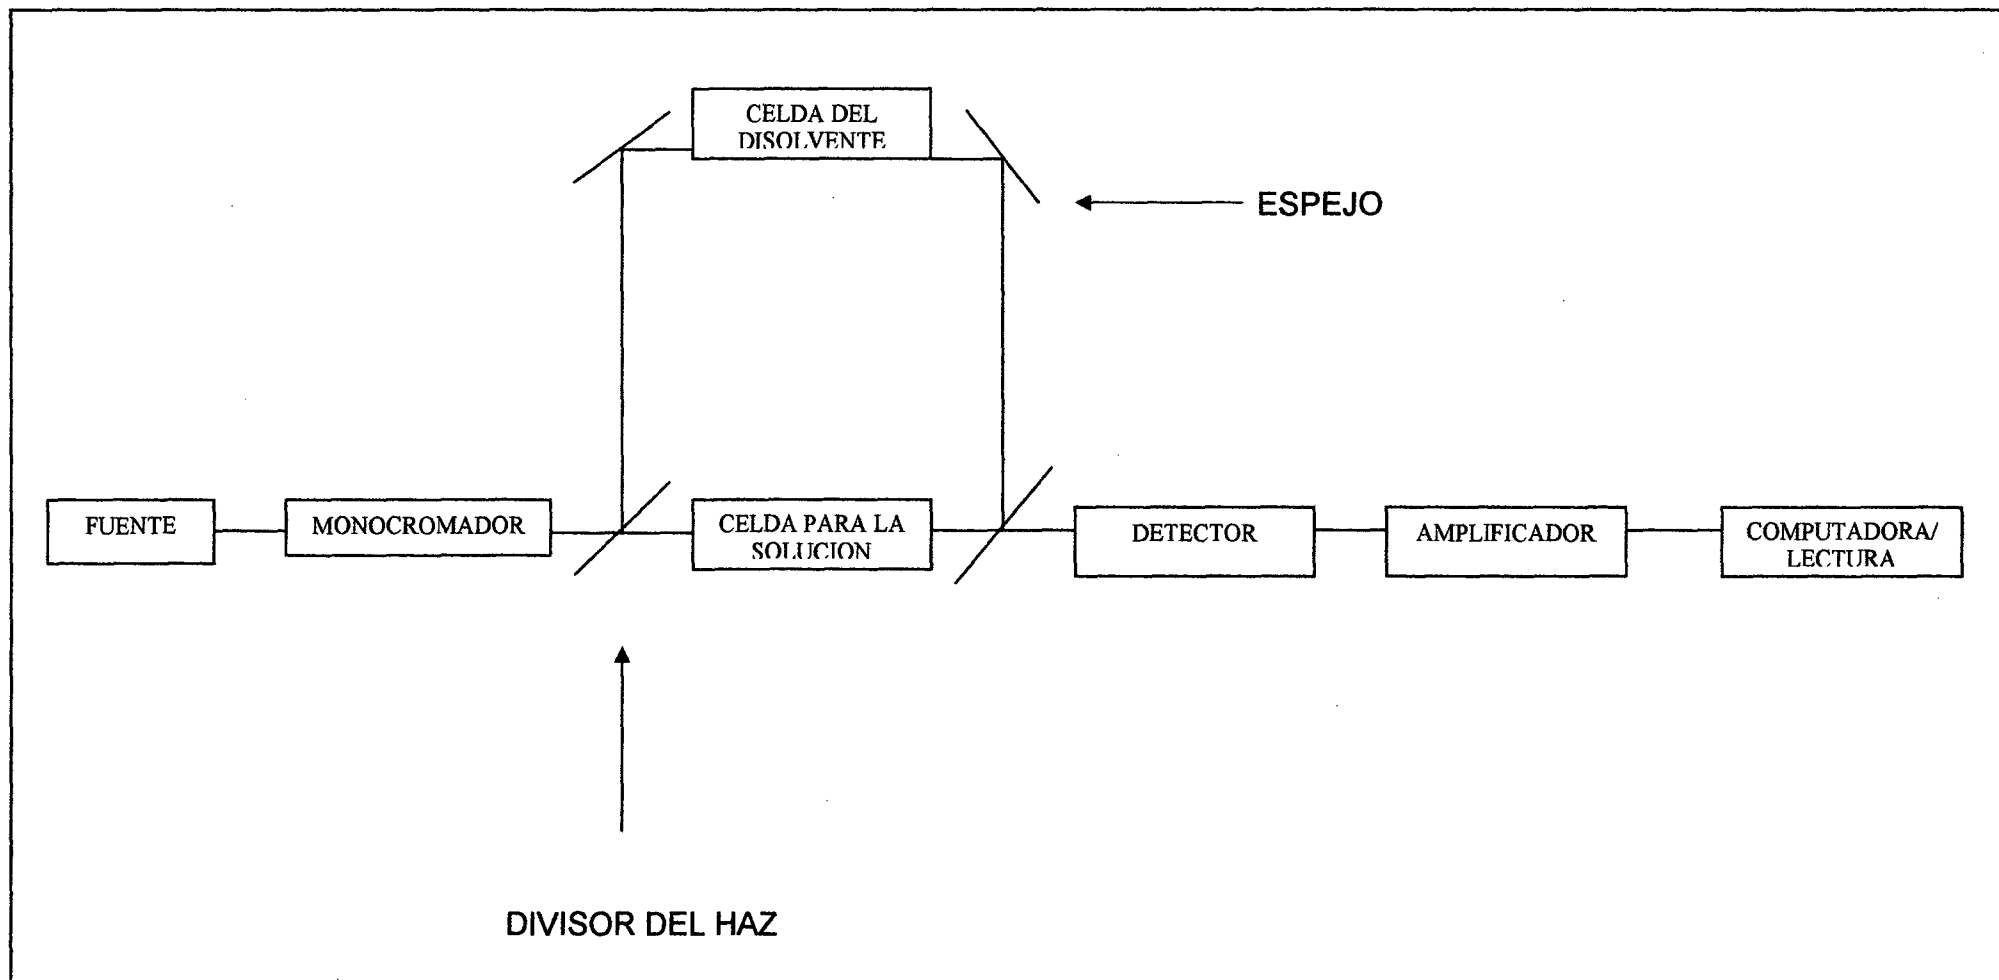 CELDA DEL
DISOLVENTE
ESPEJO
FUENTE
MONOCROMADOR
CELDA PARA LA
SOLUCION
DETECTOR
AMPLIFICADOR
COMPUTADORA/
LECTURA
DIVISOR DEL HAZ